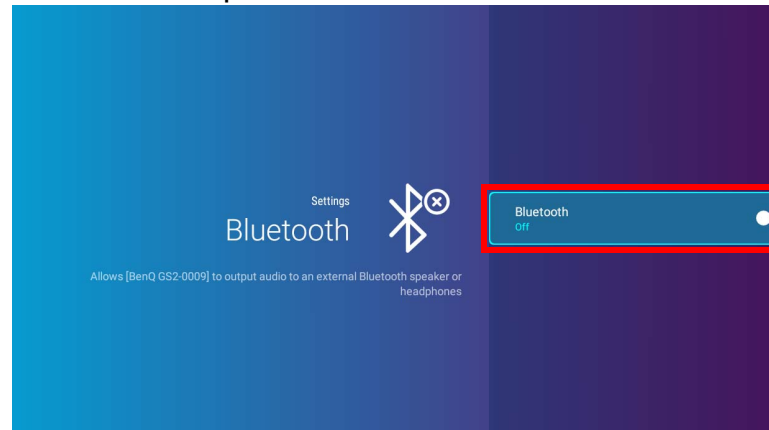 Settings
Bluetooth
Allows [BenQ GS2-0009] to output audio to an external Bluetooth speaker or
headphones
Bluetooth
Off